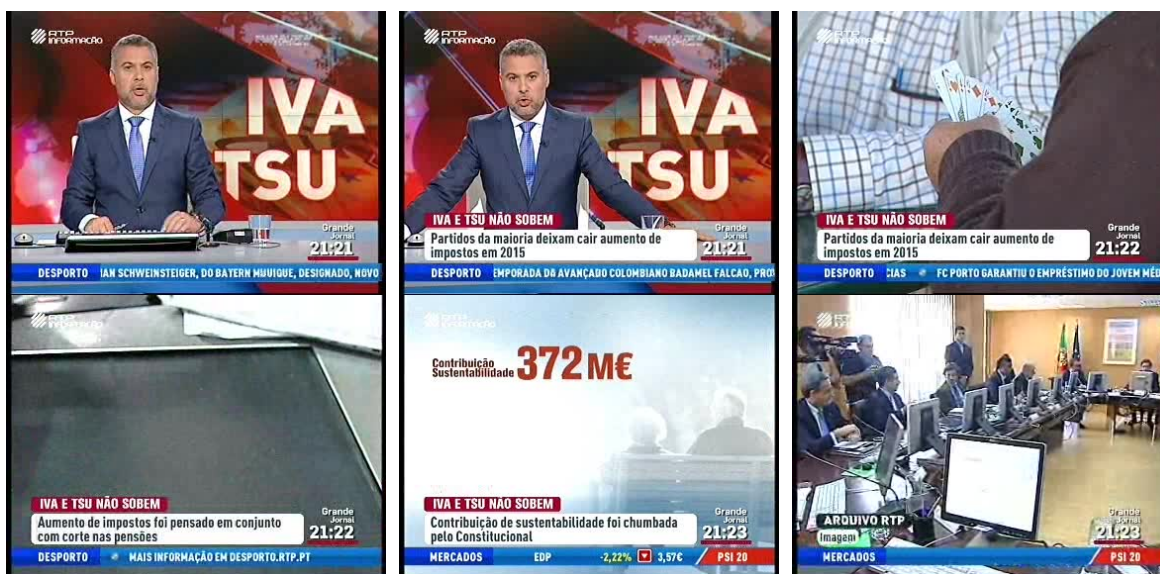 RTP
INFORMAÇÃO
IVA
TSU
Grande
Jornal
21:21
DESPORTO IAN SCHWEINSTEIGER, DO BAYERN MUNIQUE, DESIGNADO, NOVO
RTP
INFORMAÇÃO
IVA
TSU
IVA E TSU NÃO SOBEM
Partidos da maioria deixam cair aumento de
impostos em 2015
Grande
Jornal
21:21
DESPORTO EMPORADA DO AVANÇADO COLOMBIANO RADAMEL FALCAO, PRO
RTP
INFORMAÇÃO
IVA E TSU NÃO SOBEM
Partidos da maioria deixam cair aumento de
impostos em 2015
Grande
Jornal
21:22
DESPORTO CIAS FC PORTO GARANTIU O EMPRÉSTIMO DO JOVEM MÉD
RTP
INFORMAÇÃO
IVA E TSU NÃO SOBEM
Aumento de impostos foi pensado em conjunto
com corte nas pensões
Grande
Jornal
21:22
DESPORTO MAIS INFORMAÇÃO EM DESPORTO.RTP.PT
RTP
INFORMAÇÃO
Contribuição
Sustentabilidade 372 M€
IVA E TSU NÃO SOBEM
Contribuição de sustentabilidade foi chumbada
pelo Constitucional
Grande
Jornal
21:23
MERCADOS EDP -2,22% 3,57€ PSI 20
ARQUIVO RTP
Imagem
Grande
Jornal
21:23
MERCADOS PSI 20